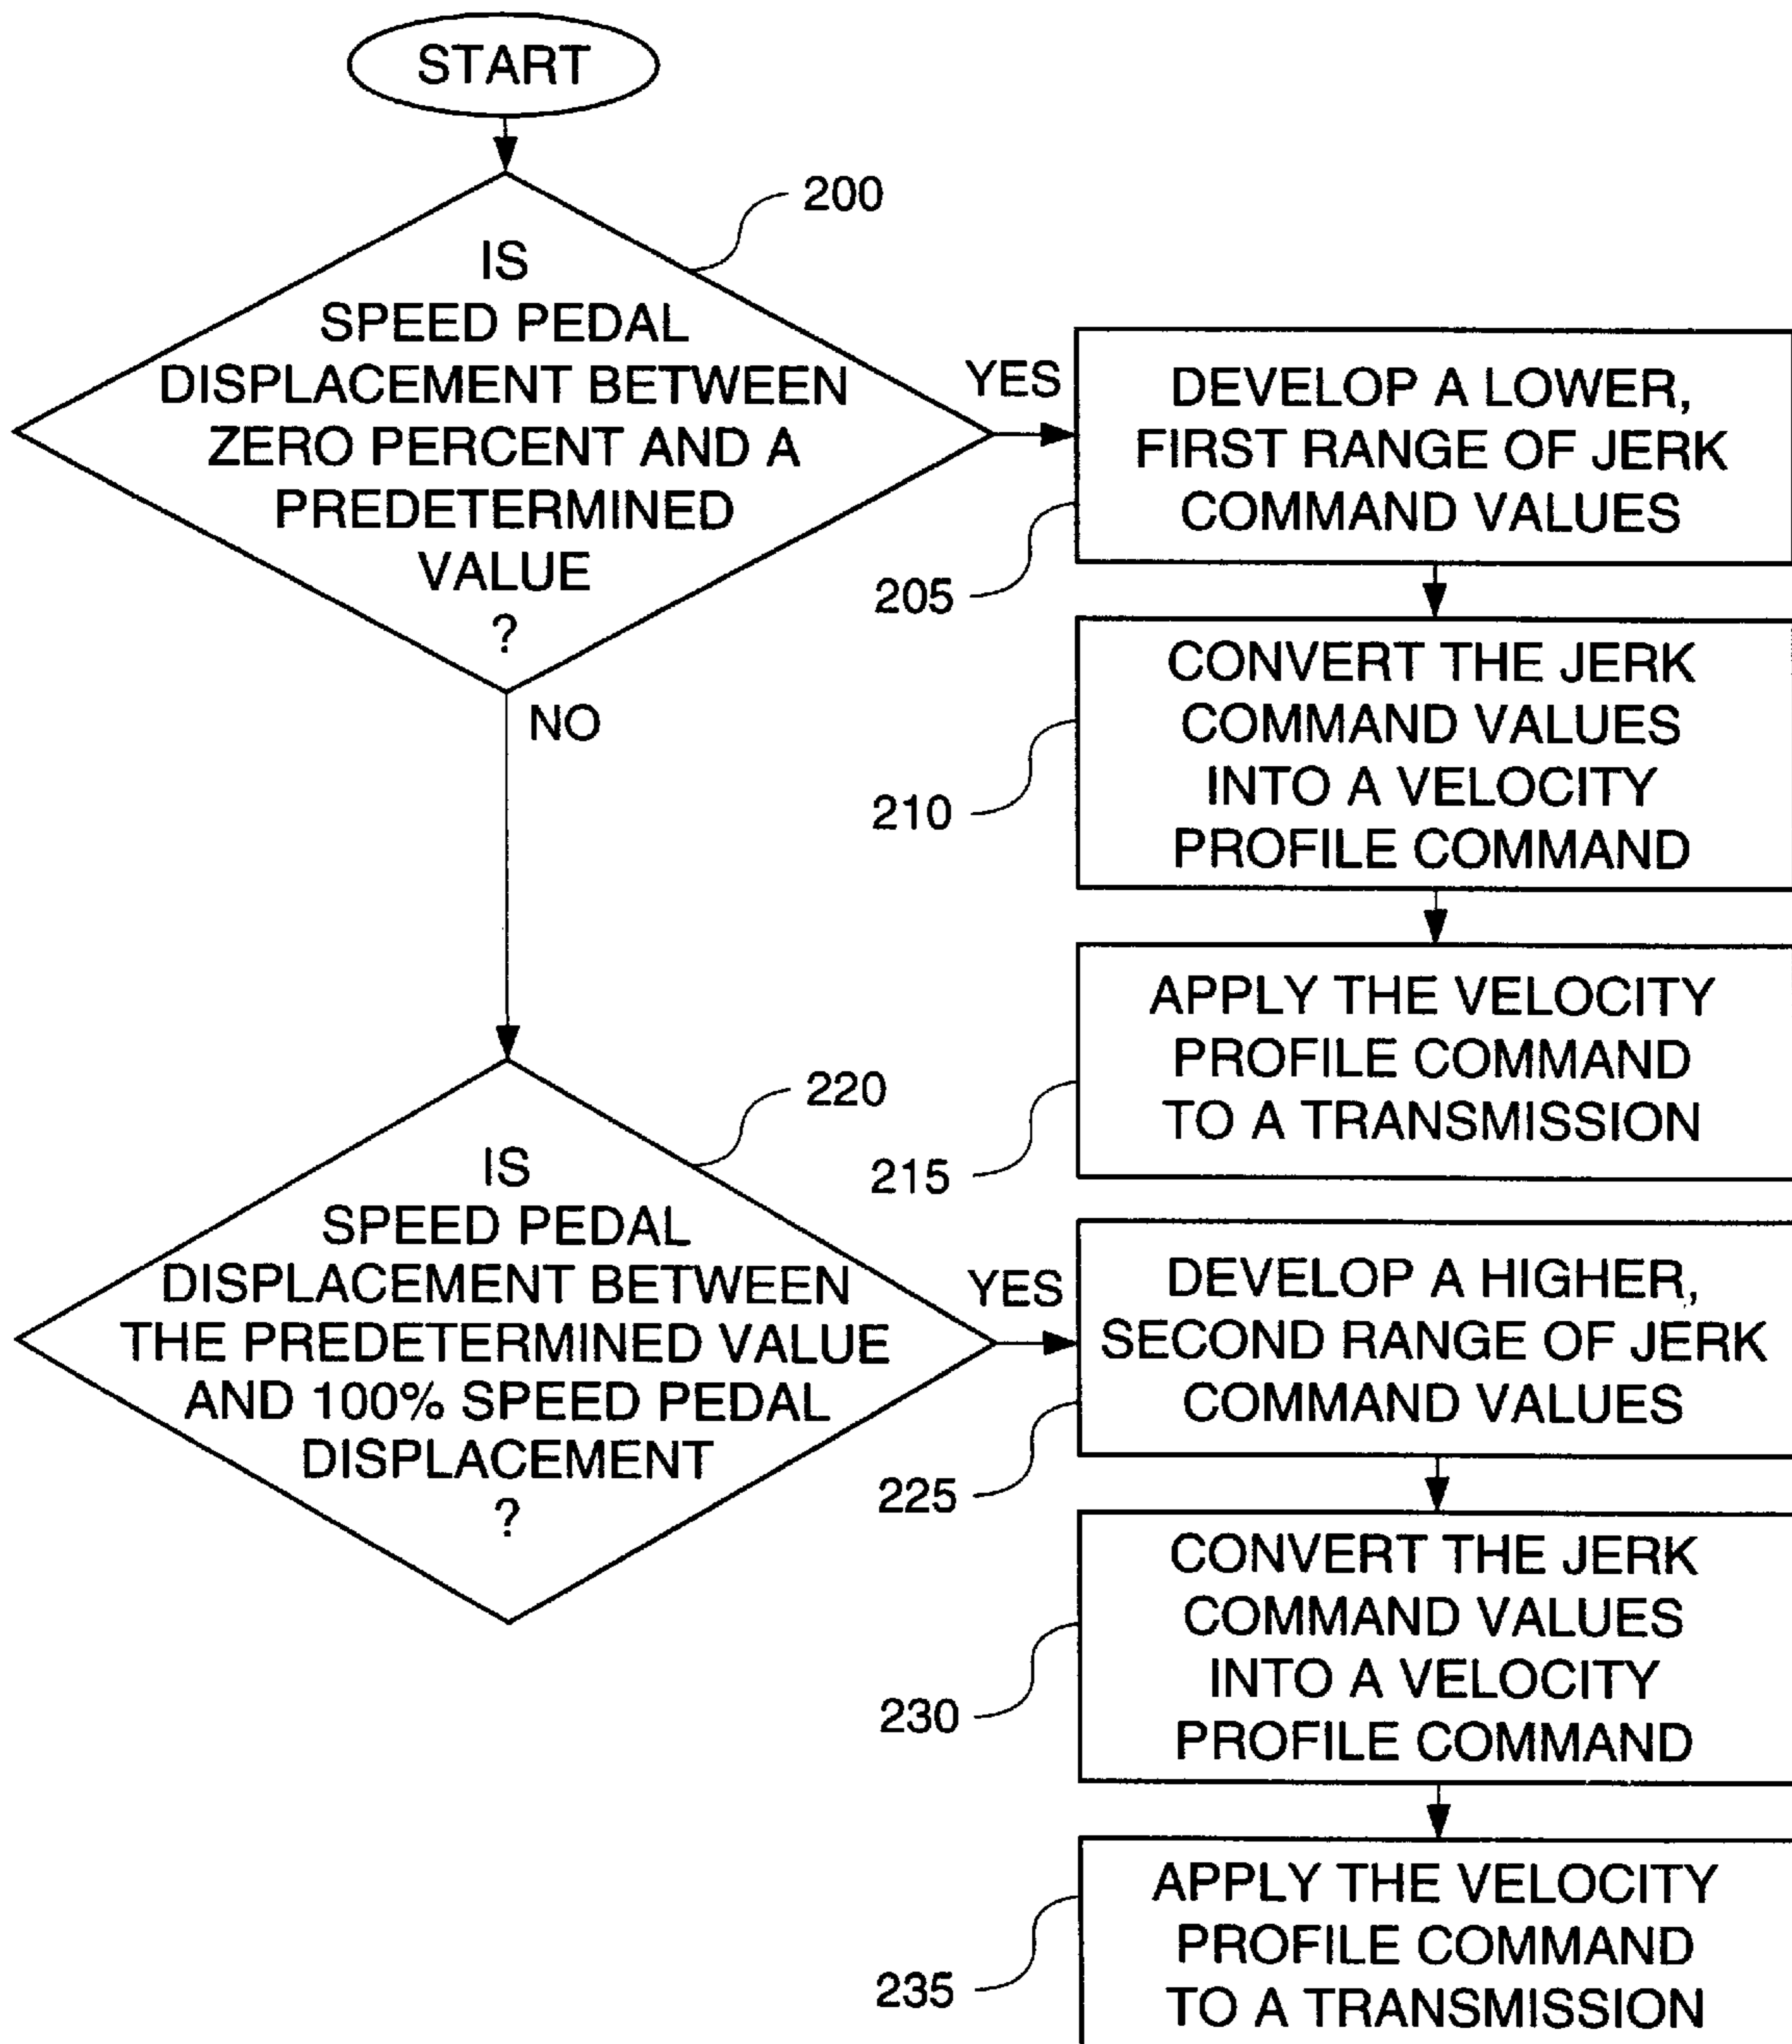 START
200
IS
SPEED PEDAL
DISPLACEMENT BETWEEN
ZERO PERCENT AND A
PREDETERMINED
VALUE
?
YES
NO
DEVELOP A LOWER,
FIRST RANGE OF JERK
COMMAND VALUES
205
CONVERT THE JERK
COMMAND VALUES
INTO A VELOCITY
PROFILE COMMAND
210
APPLY THE VELOCITY
PROFILE COMMAND
TO A TRANSMISSION
215
220
IS
SPEED PEDAL
DISPLACEMENT BETWEEN
THE PREDETERMINED VALUE
AND 100% SPEED PEDAL
DISPLACEMENT
?
YES
DEVELOP A HIGHER,
SECOND RANGE OF JERK
COMMAND VALUES
225
CONVERT THE JERK
COMMAND VALUES
INTO A VELOCITY
PROFILE COMMAND
230
APPLY THE VELOCITY
PROFILE COMMAND
TO A TRANSMISSION
235